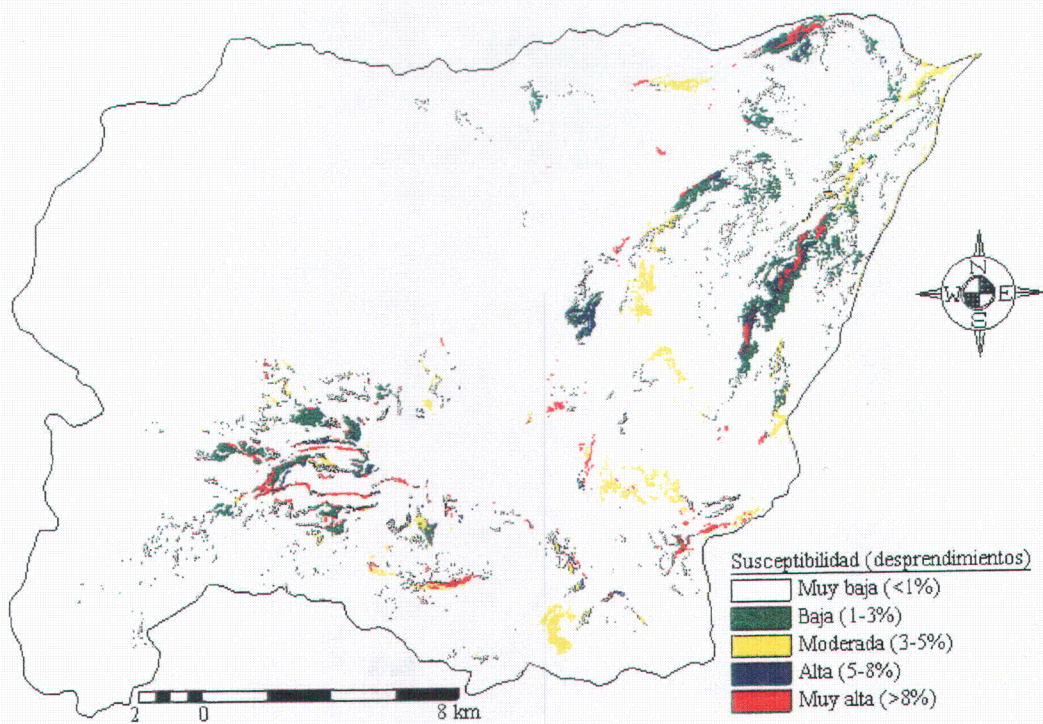 N
W E
S
Susceptibilidad (desprendimientos)
Muy baja (<1%)
Baja (1-3%)
Moderada (3-5%)
Alta (5-8%)
Muy alta (>8%)
2 0 8 km